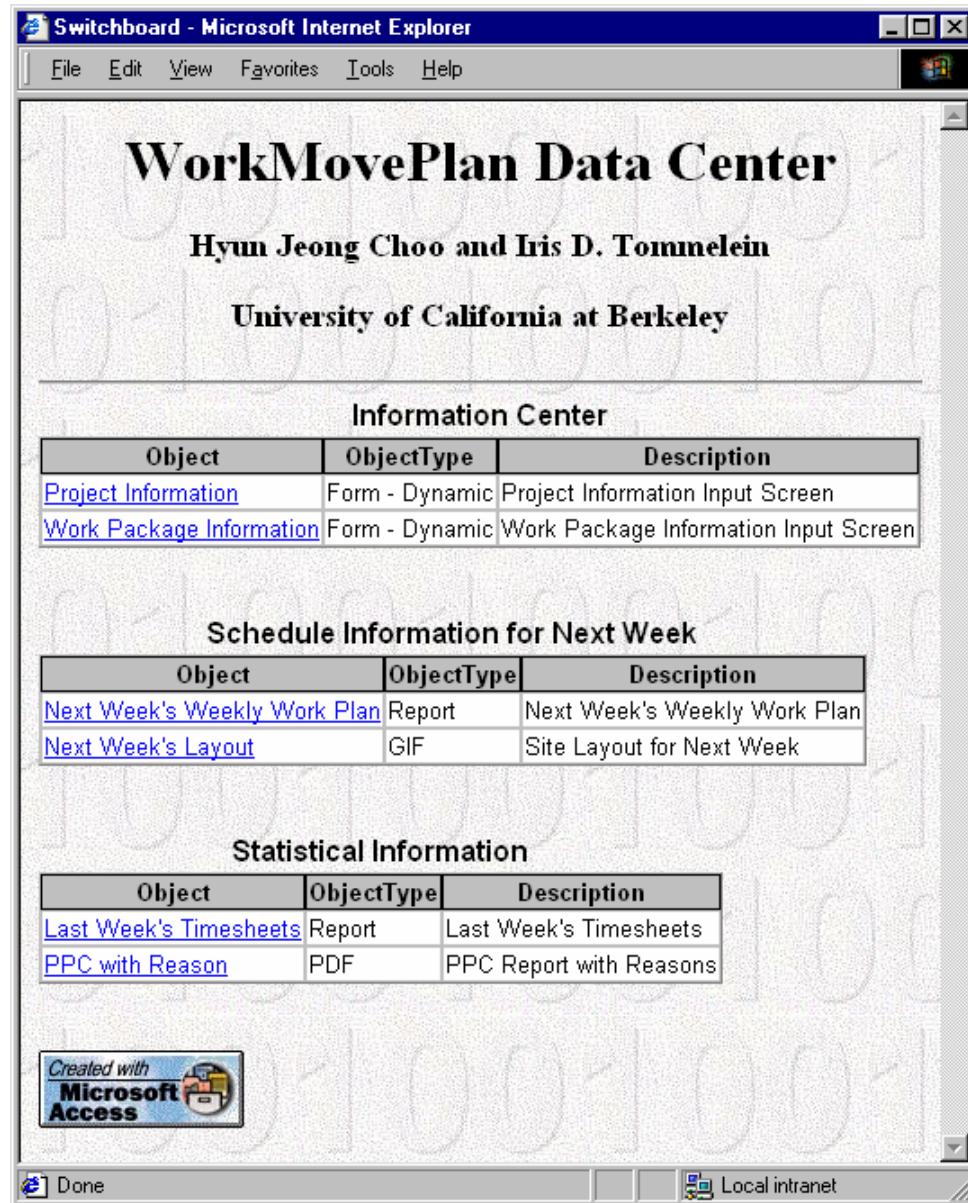 Switchboard - Microsoft Internet Explorer
File Edit View Favorites Tools Help
WorkMovePlan Data Center
Hyun Jeong Choo and Iris D. Tommelein
University of California at Berkeley
Information Center
Object ObjectType Description
Project Information Form - Dynamic Project Information Input Screen
Work Package Information Form - Dynamic Work Package Information Input Screen
Schedule Information for Next Week
Object ObjectType Description
Next Week's Weekly Work Plan Report Next Week's Weekly Work Plan
Next Week's Layout GIF Site Layout for Next Week
Statistical Information
Object ObjectType Description
Last Week's Timesheets Report Last Week's Timesheets
PPC with Reason PDF PPC Report with Reasons
Created with
Microsoft
Access
Done Local intranet